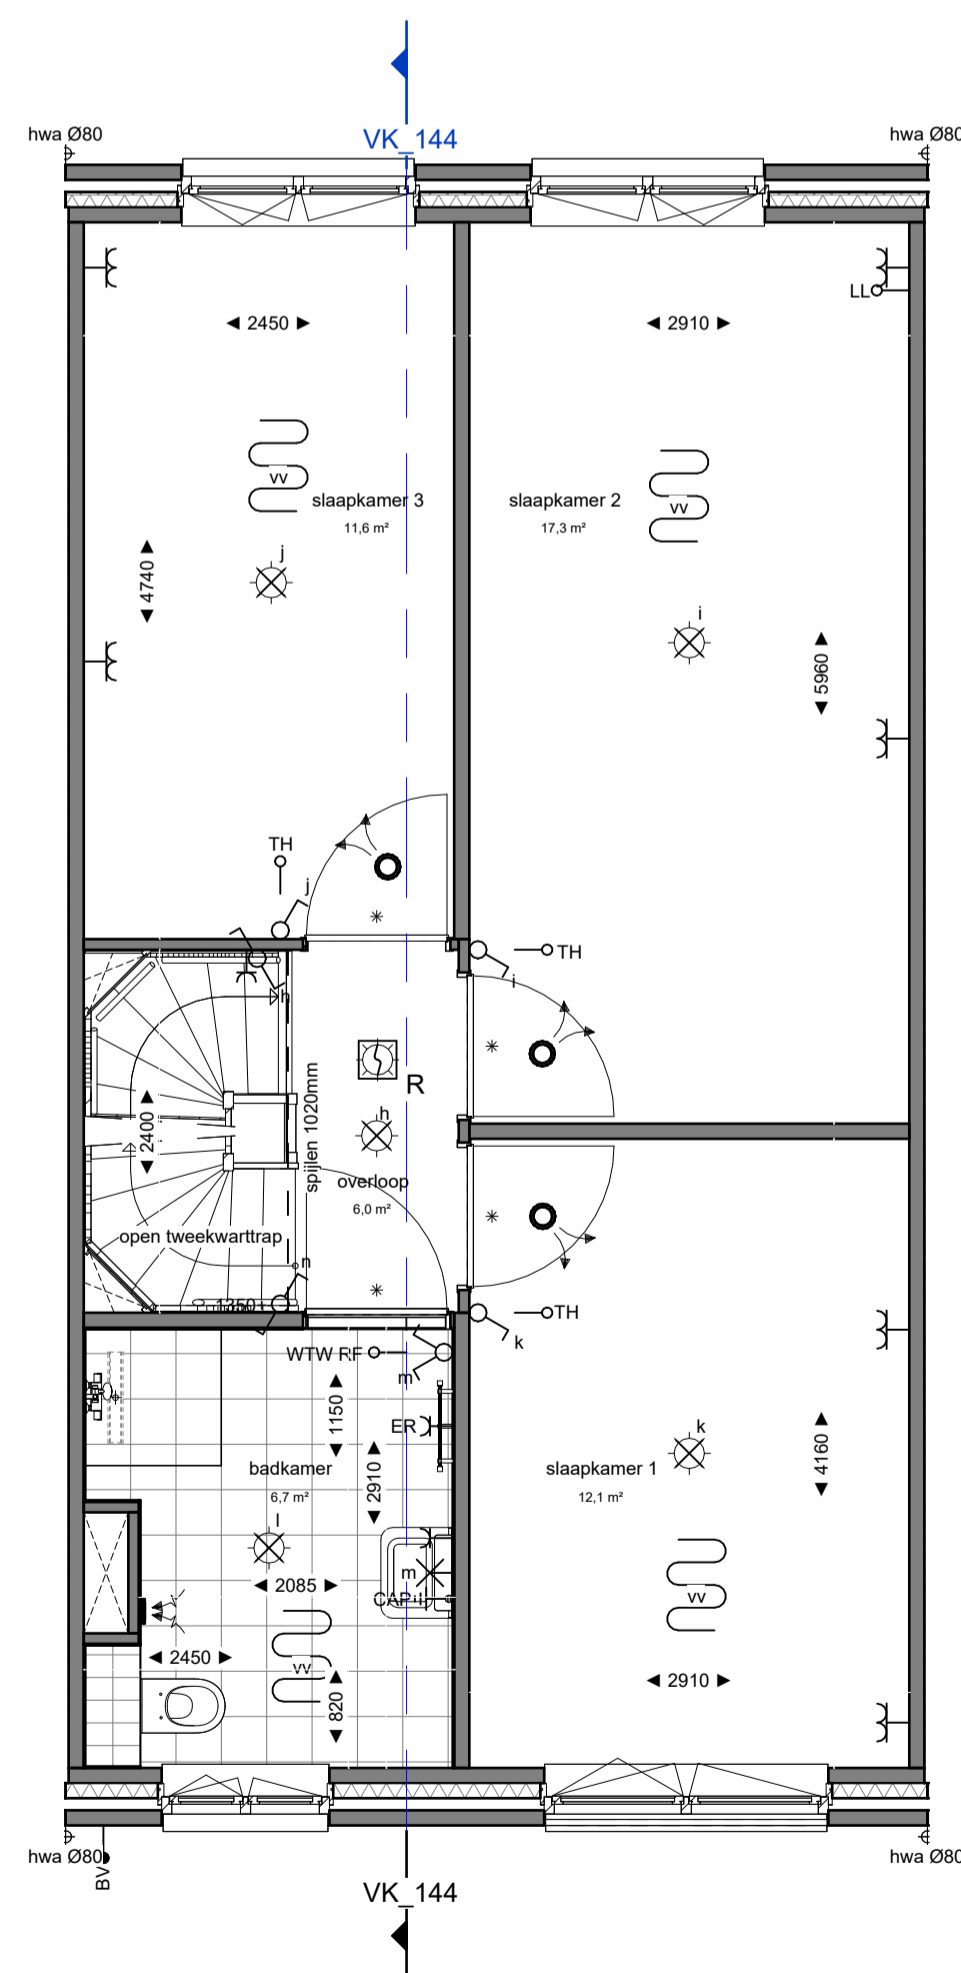 VK_144
hwa Ø80
hwa Ø80
LL
2450
2910
vv
vv
slaapkamer 3
11,6 m²
slaapkamer 2
17,3 m²
j
i
4740
5960
TH
j
TH
i
h
R
h
spijlen 1020mm
2400
overloop
6,0 m²
open tweekwarttrap
n
1350+
TH
k
WTW RF
m
1150
ER
2910
k
4160
badkamer
6,7 m²
slaapkamer 1
12,1 m²
l
m
2085
vv
2450
vv
820
2910
hwa Ø80
BV
hwa Ø80
VK_144